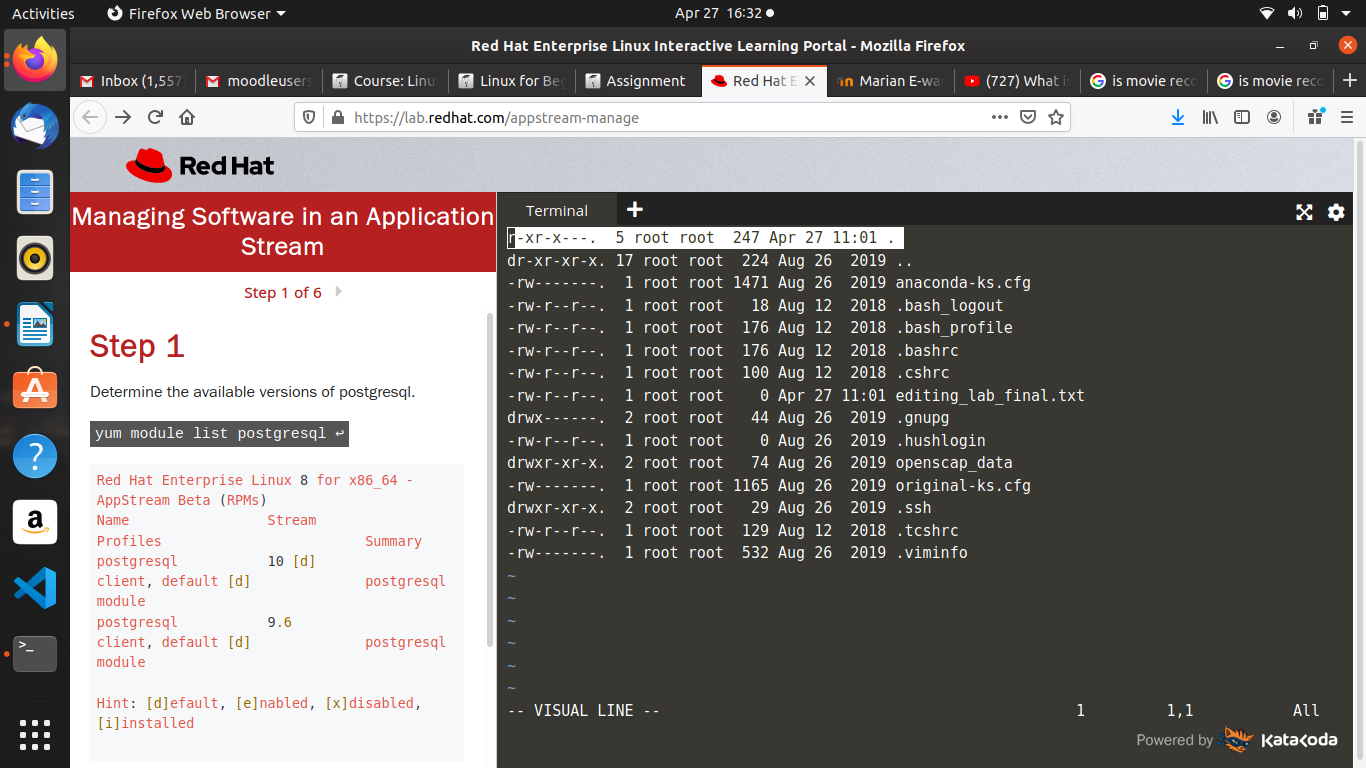 Activities Firefox Web Browser Apr 27 16:32
Red Hat Enterprise Linux Interactive Learning Portal - Mozilla Firefox
Inbox (1,557 moodleusers Course: Linu Linux for Beg Assignment Red Hat E Marian E-wa (727) What is is movie reco is movie reco
https://lab.redhat.com/appstream-manage
Red Hat
Managing Software in an Application
Stream
Step 1 of 6
Step 1
Determine the available versions of postgresql.
yum module list postgresql ↩
Red Hat Enterprise Linux 8 for x86_64 -
AppStream Beta (RPMs)
Name Stream
Profiles Summary
postgresql 10 [d]
client, default [d] postgresql
module
postgresql 9.6
client, default [d] postgresql
module
Hint: [d]efault, [e]nabled, [x]disabled,
[i]installed
Terminal
r-xr-x---. 5 root root 247 Apr 27 11:01 .
dr-xr-xr-x. 17 root root 224 Aug 26 2019 ..
-rw-------. 1 root root 1471 Aug 26 2019 anaconda-ks.cfg
-rw-r--r--. 1 root root 18 Aug 12 2018 .bash_logout
-rw-r--r--. 1 root root 176 Aug 12 2018 .bash_profile
-rw-r--r--. 1 root root 176 Aug 12 2018 .bashrc
-rw-r--r--. 1 root root 100 Aug 12 2018 .cshrc
-rw-r--r--. 1 root root 0 Apr 27 11:01 editing_lab_final.txt
drwx------. 2 root root 44 Aug 26 2019 .gnupg
-rw-r--r--. 1 root root 0 Aug 26 2019 .hushlogin
drwxr-xr-x. 2 root root 74 Aug 26 2019 openscap_data
-rw-------. 1 root root 1165 Aug 26 2019 original-ks.cfg
drwxr-xr-x. 2 root root 29 Aug 26 2019 .ssh
-rw-r--r--. 1 root root 129 Aug 12 2018 .tcshrc
-rw-------. 1 root root 532 Aug 26 2019 .viminfo
~
~
~
~
~
~
-- VISUAL LINE -- 1 1,1 All
Powered by KataKoda